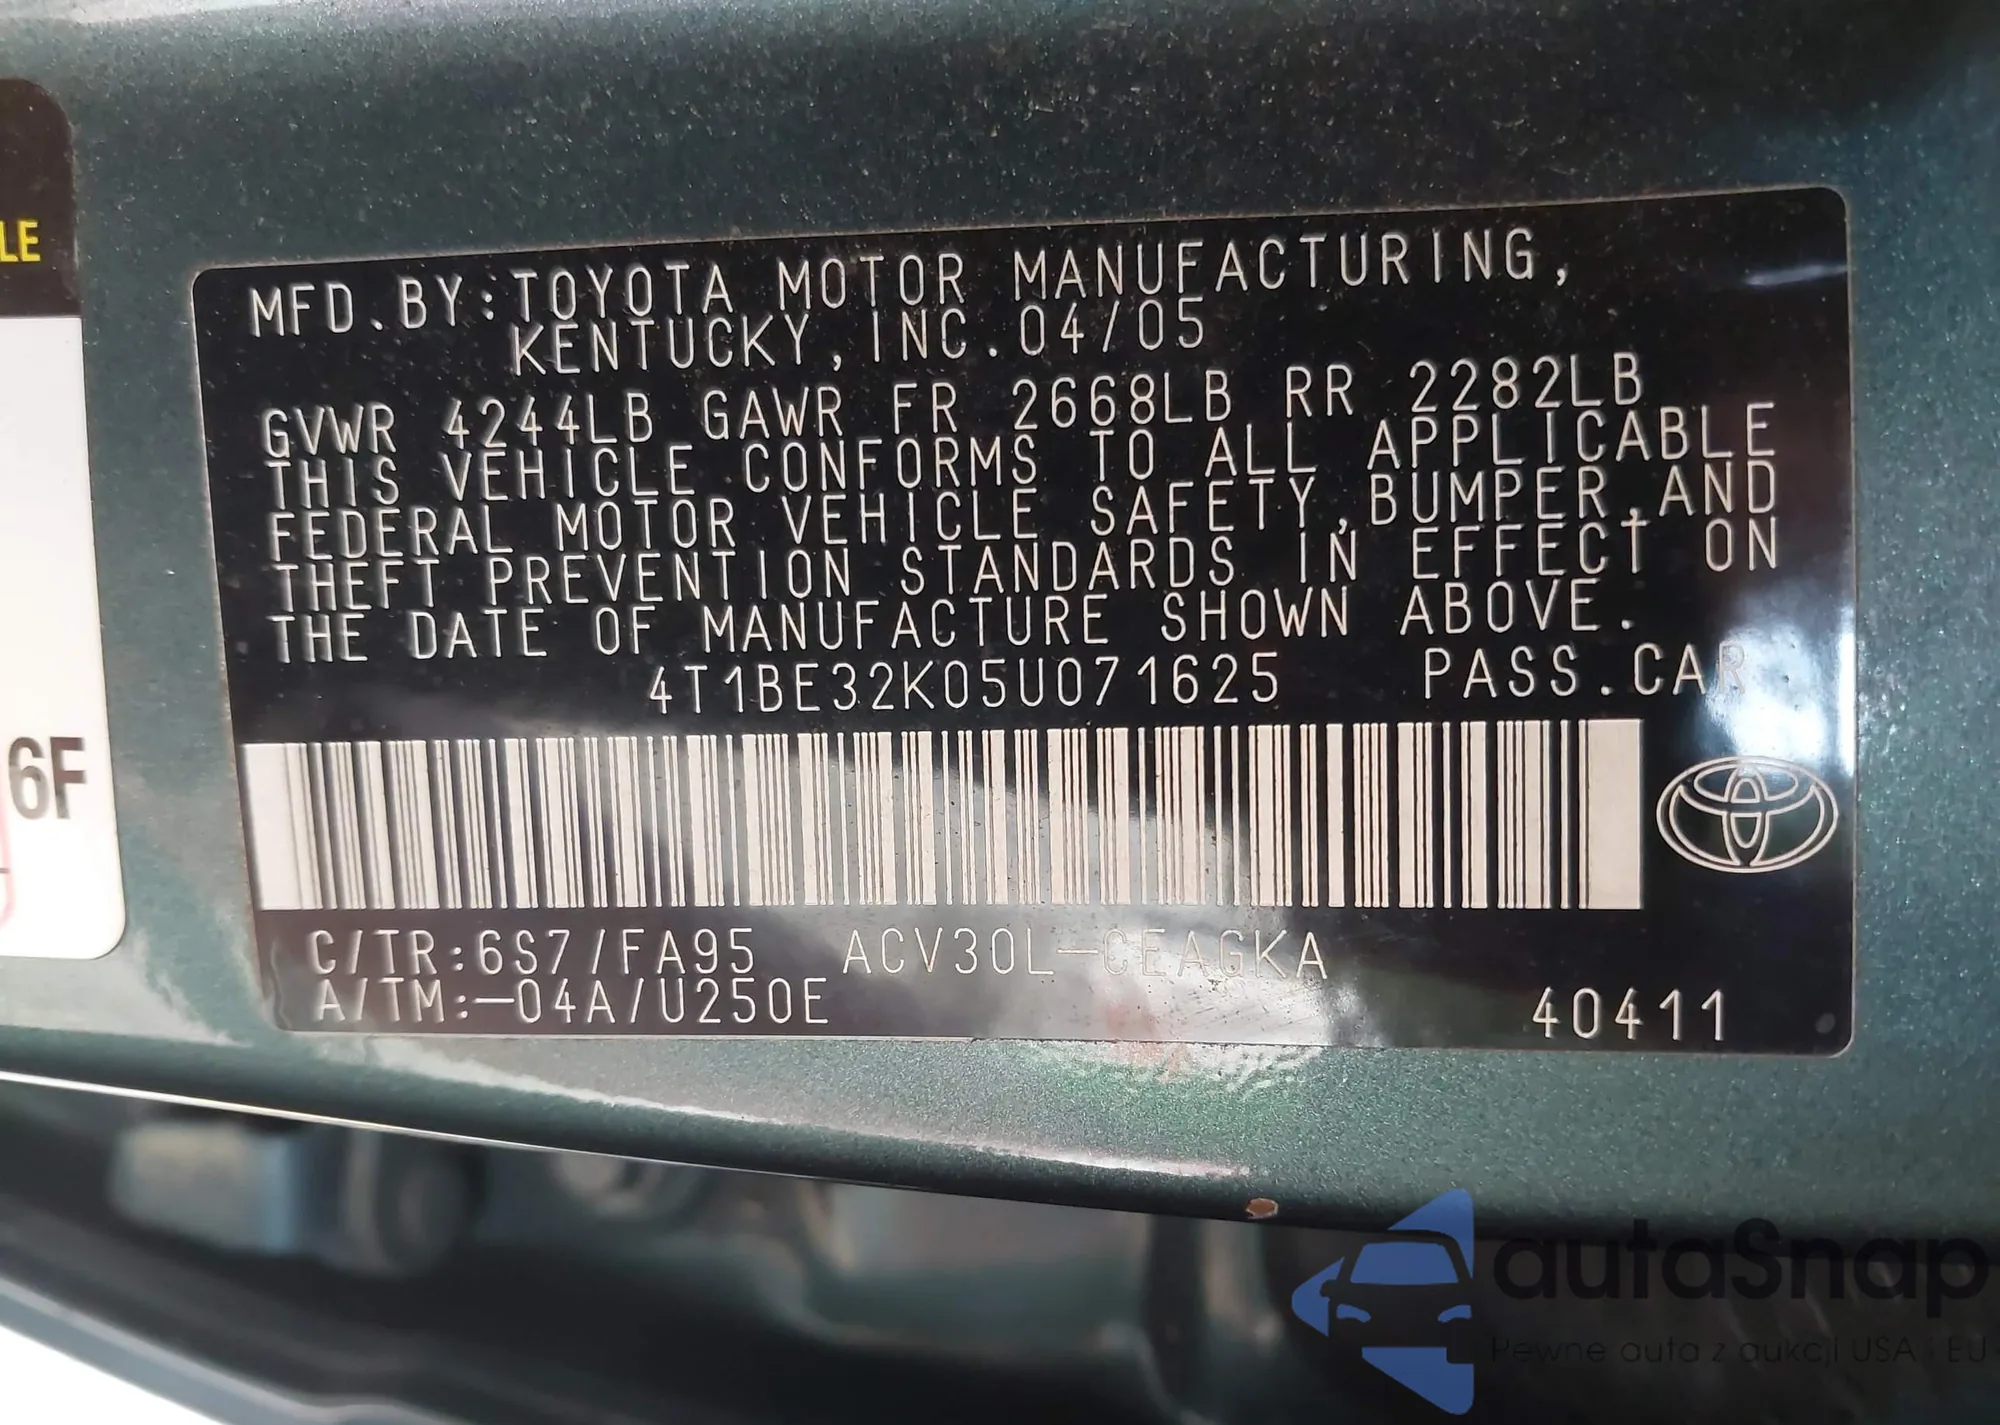 LE
6F
MFD.BY:TOYOTA MOTOR MANUFACTURING,
KENTUCKY,INC.04/05
GVWR 4244LB GAWR FR 2668LB RR 2282LB
THIS VEHICLE CONFORMS TO ALL APPLICABLE
FEDERAL MOTOR VEHICLE SAFETY,BUMPER,AND
THEFT PREVENTION STANDARDS IN EFFECT ON
THE DATE OF MANUFACTURE SHOWN ABOVE.
4T1BE32K05U071625 PASS.CAR
C/TR:6S7/FA95 ACV30L-CEAGKA
A/TM:-04A/U250E 40411
autoSnap
Pewne auta z aukcji USA i EU